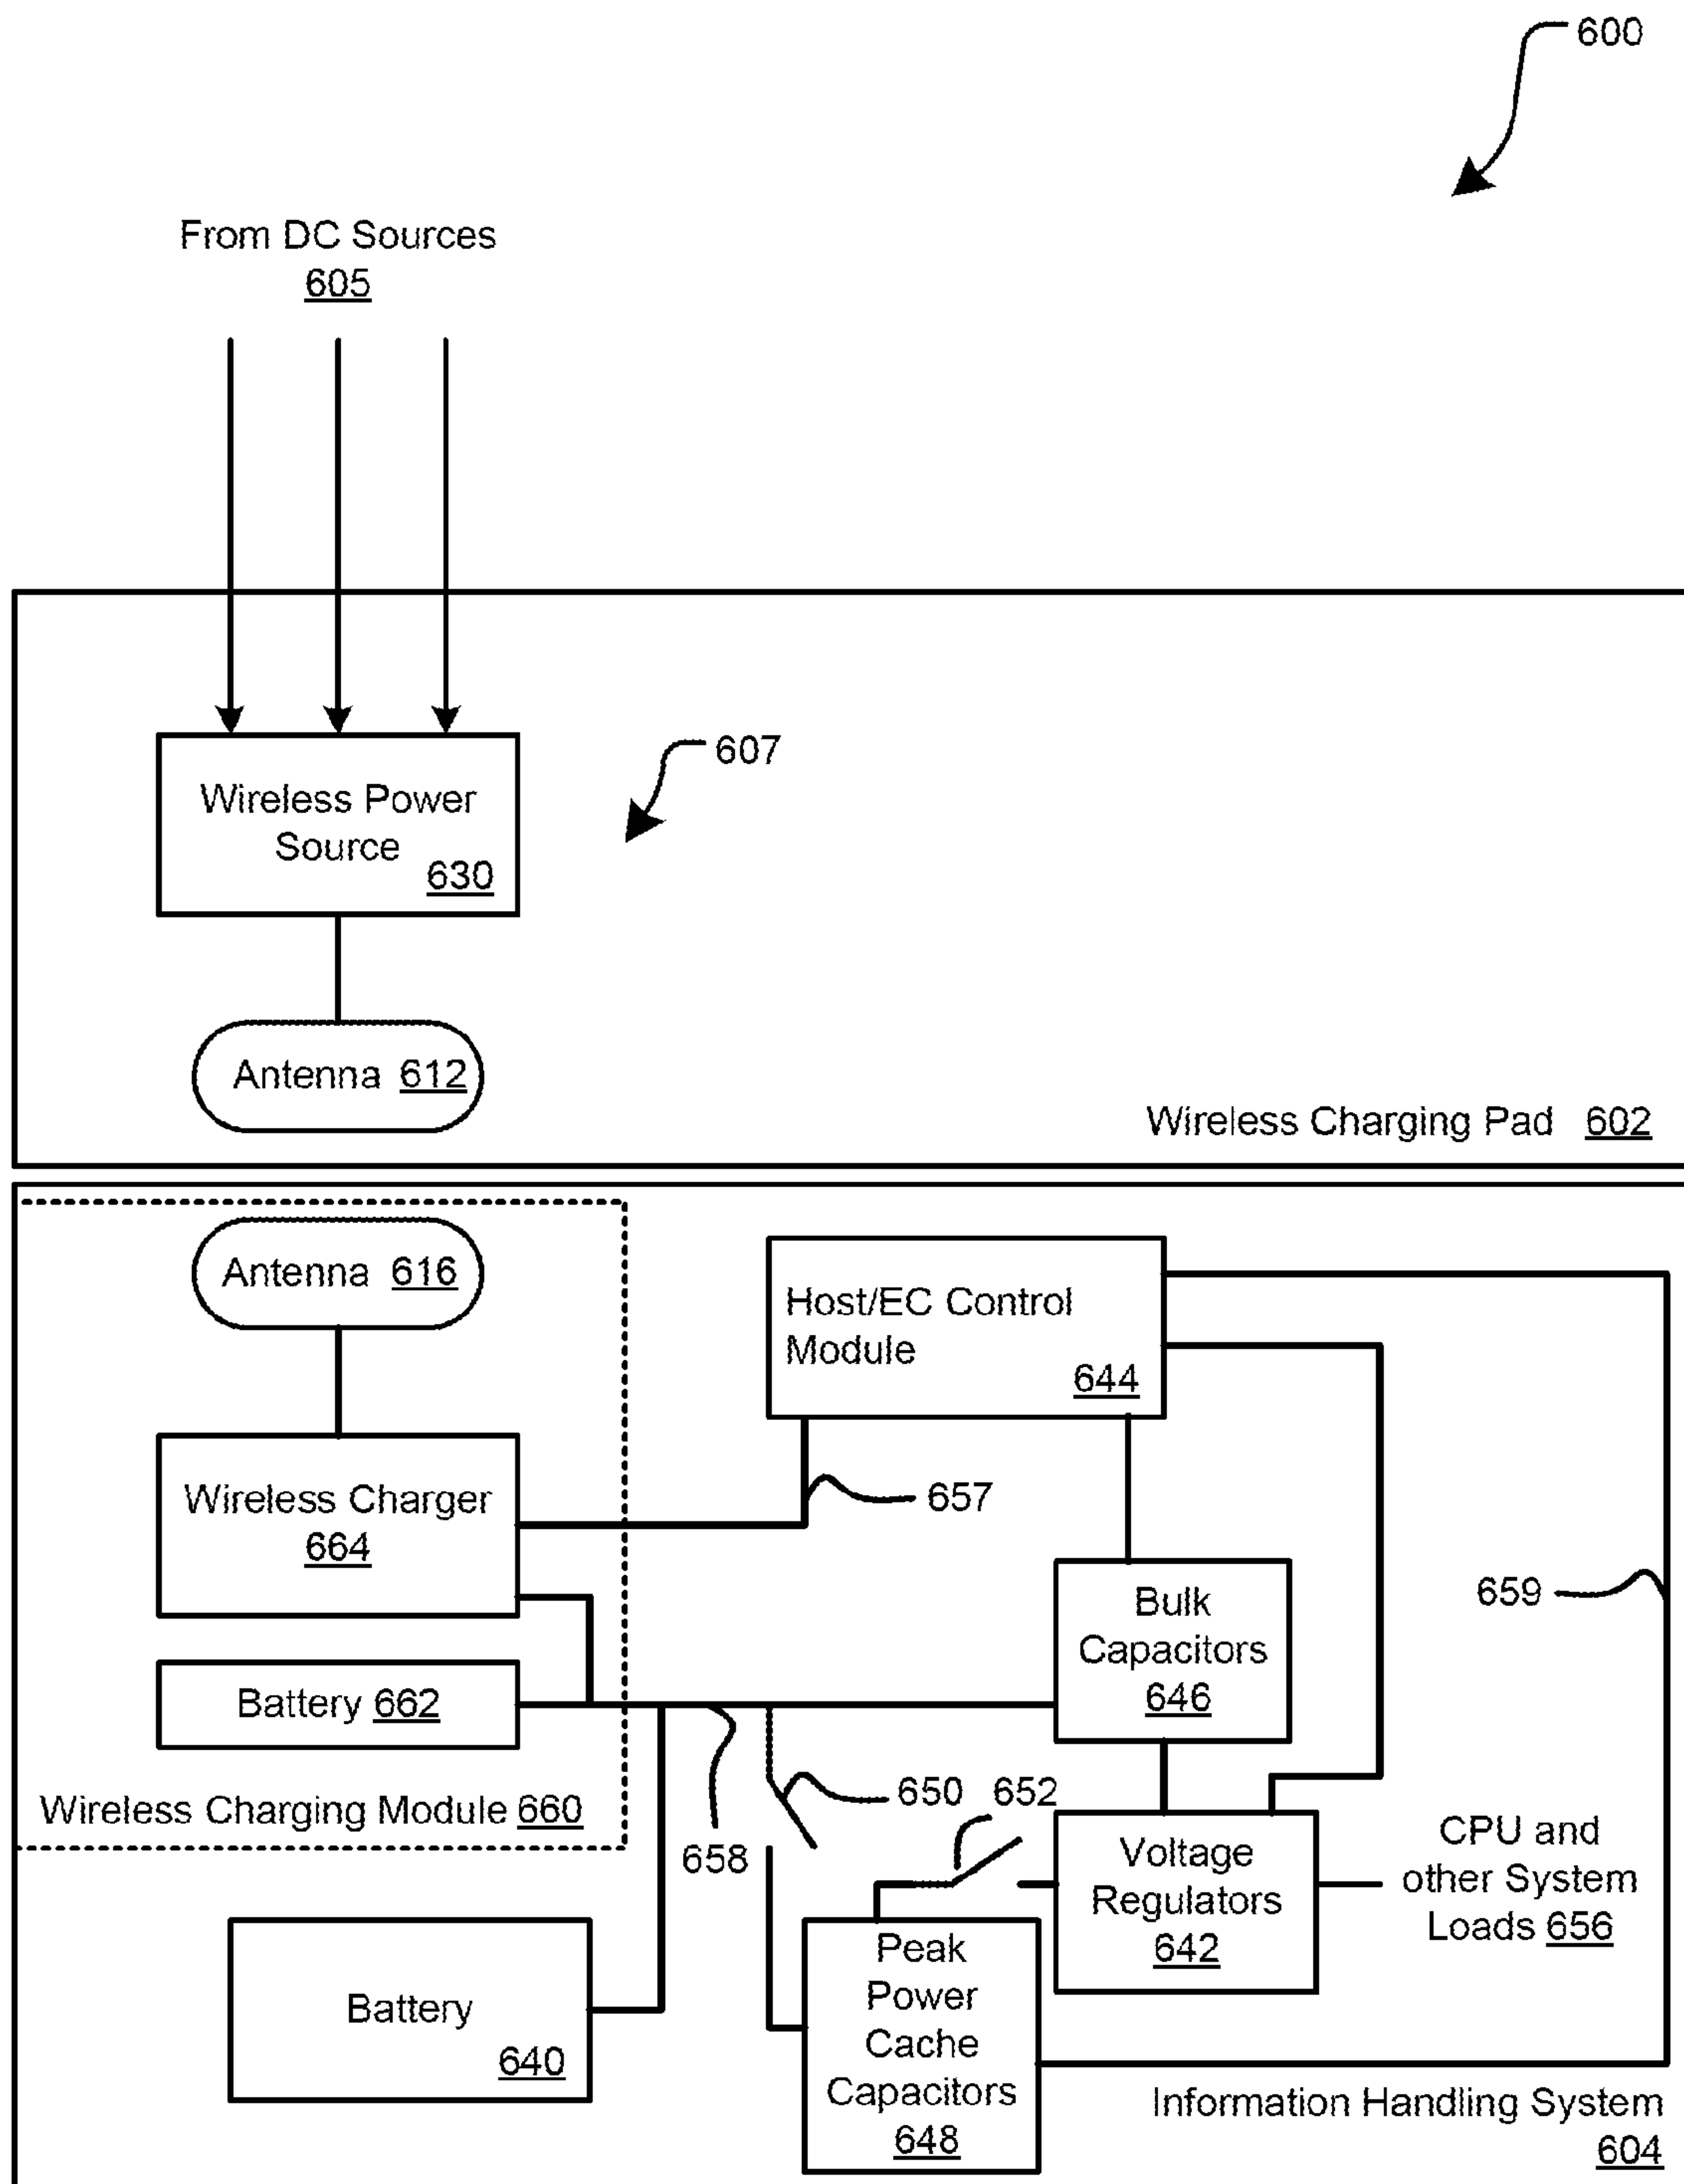 600
From DC Sources
605
607
Wireless Power
Source
630
Antenna 612
Wireless Charging Pad 602
Antenna 616
Host/EC Control
Module
644
657
Wireless Charger
664
659
Bulk
Capacitors
646
Battery 662
Wireless Charging Module 660
658
650
652
Voltage
Regulators
642
CPU and
other System
Loads 656
Battery
640
Peak
Power
Cache
Capacitors
648
Information Handling System
604